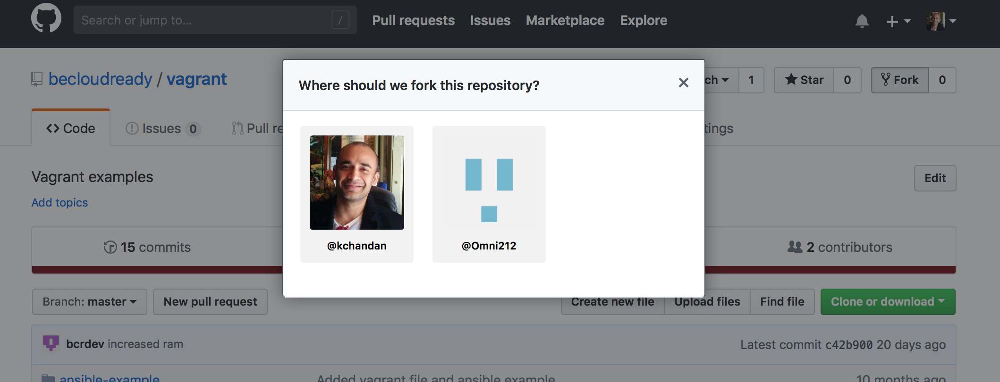 Search or jump to... / Pull requests Issues Marketplace Explore
becloudready / vagrant
Where should we fork this repository?
1 Star 0 Fork 0
Code Issues 0 Pull
Vagrant examples
Edit
Add topics
@kchandan @Omni212
15 commits 2 contributors
Branch: master New pull request Create new file Upload files Find file Clone or download
bcrdev increased ram Latest commit c42b900 20 days ago
ansible-example Added vagrant file and ansible example 10 months ago